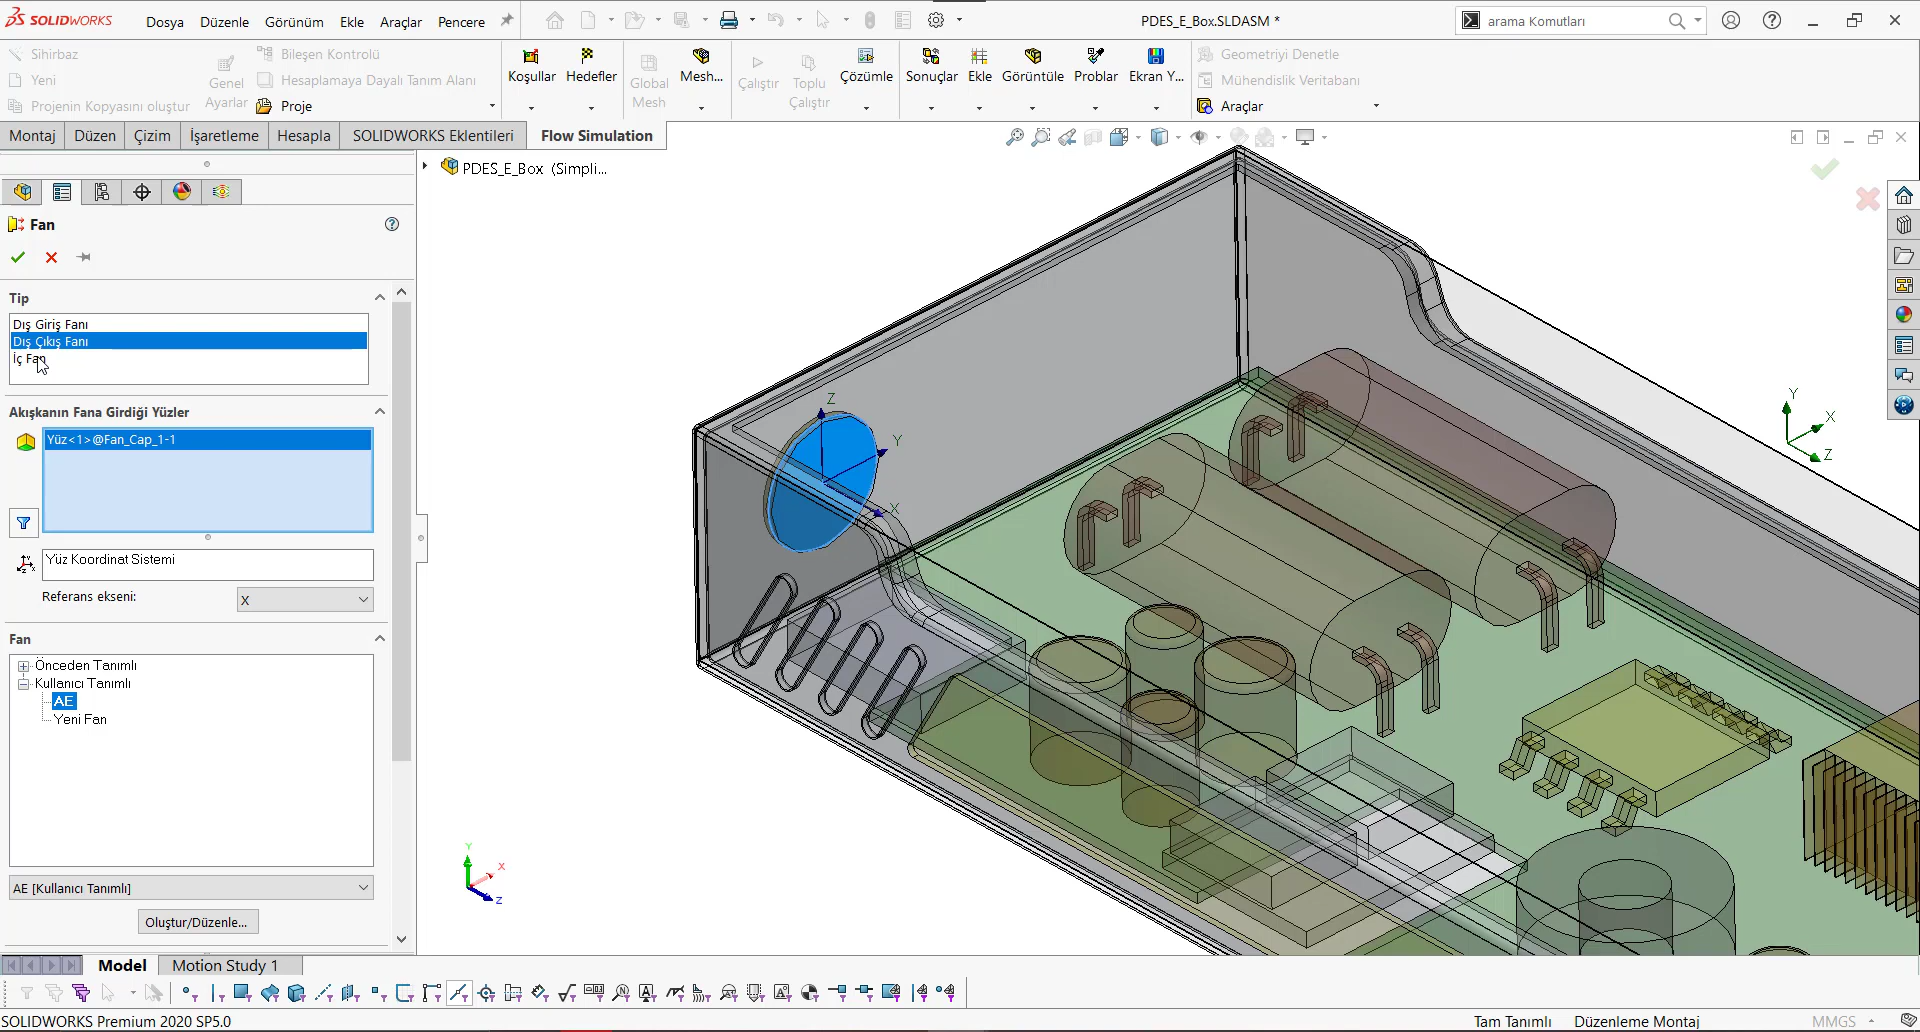 SOLIDWORKS
Dosya Düzenle Görünüm Ekle Araçlar Pencere
PDES_E_Box.SLDASM *
arama Komutları
Sihirbaz
Yeni
Projenin Kopyasını oluştur
Genel Ayarlar
Bileşen Kontrolü
Hesaplamaya Dayalı Tanım Alanı
Proje
Koşullar
Hedefler
Global Mesh
Mesh...
Çalıştır
Toplu Çalıştır
Çözümle
Sonuçlar
Ekle
Görüntüle
Problar
Ekran Y...
Geometriyi Denetle
Mühendislik Veritabanı
Araçlar
Montaj Düzen Çizim İşaretleme Hesapla SOLIDWORKS Eklentileri Flow Simulation
PDES_E_Box (Simpli...
Fan
Tip
Dış Giriş Fanı
Dış Çıkış Fanı
İç Fan
Akışkanın Fana Girdiği Yüzler
Yüz<1>@Fan_Cap_1-1
Yüz Koordinat Sistemi
Referans ekseni:
X
Fan
Önceden Tanımlı
Kullanıcı Tanımlı
AE
Yeni Fan
AE [Kullanıcı Tanımlı]
Oluştur/Düzenle...
Z
Y
X
Y
X
Z
Y
X
Z
Model Motion Study 1
SOLIDWORKS Premium 2020 SP5.0
Tam Tanımlı Düzenleme Montaj MMGS